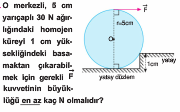 O merkezli, 5 cm
yarıçaplı 30 N ağır-
lığındaki homojen
küreyi 1 cm yük-
sekliğindeki basa-
maktan çıkarabil-
mek için gerekli F
kuvvetinin büyük-
lüğü en az kaç N olmalıdır?
F
r=5cm
O
yatay
1cm
yatay düzlem